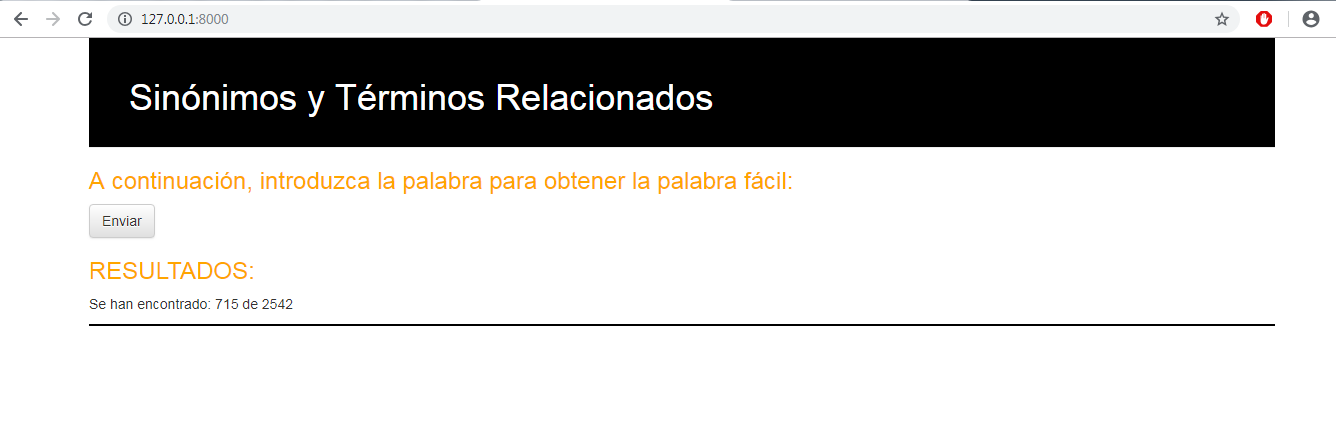 127.0.0.1:8000
Sinónimos y Términos Relacionados
A continuación, introduzca la palabra para obtener la palabra fácil:
Enviar
RESULTADOS:
Se han encontrado: 715 de 2542